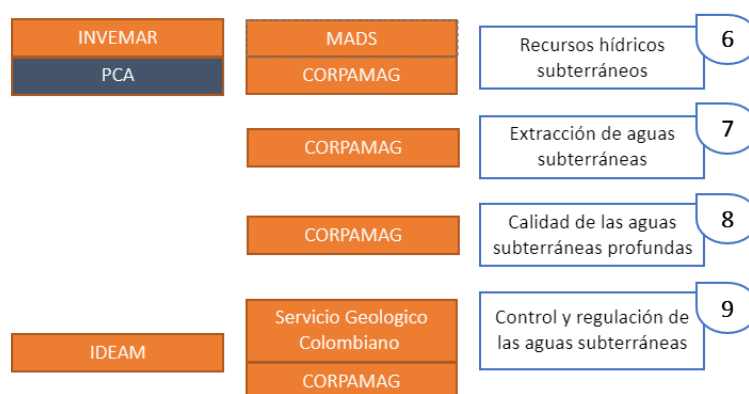 INVEMAR
PCA
MADS
CORPAMAG
Recursos hídricos
subterráneos
6
CORPAMAG
Extracción de aguas
subterráneas
7
CORPAMAG
Calidad de las aguas
subterráneas profundas
8
IDEAM
Servicio Geologico
Colombiano
CORPAMAG
Control y regulación de
las aguas subterráneas
9